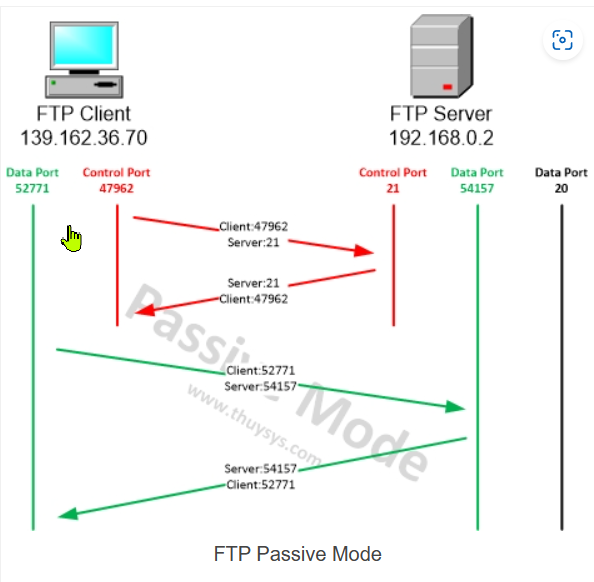 FTP Client
139.162.36.70
FTP Server
192.168.0.2
Data Port
52771
Control Port
47962
Control Port
21
Data Port
54157
Data Port
20
Client:47962
Server:21
Server:21
Client:47962
Passive Mode
www.thuysys.com
Client:52771
Server:54157
Server:54157
Client:52771
FTP Passive Mode